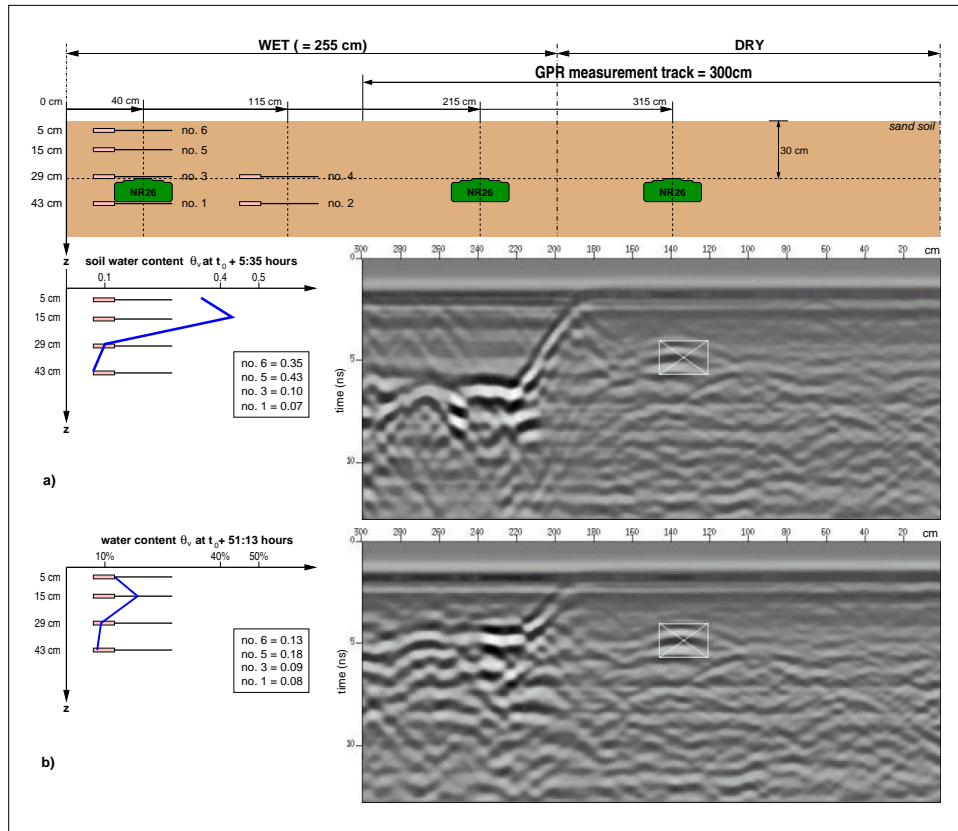 WET ( = 255 cm)
DRY
GPR measurement track = 300cm
0 cm
40 cm
115 cm
215 cm
315 cm
5 cm
no. 6
sand soil
15 cm
no. 5
30 cm
29 cm
no. 3
no. 4
NR26
NR26
NR26
43 cm
no. 1
no. 2
z
soil water content θv at t0 + 5:35 hours
0.1
0.4
0.5
5 cm
15 cm
29 cm
43 cm
no. 6 = 0.35
no. 5 = 0.43
no. 3 = 0.10
no. 1 = 0.07
z
a)
300 280 260 240 220 200 180 160 140 120 100 80 60 40 20 cm
0
5
10
time (ns)
water content θv at t0+ 51:13 hours
10%
40%
50%
5 cm
15 cm
29 cm
43 cm
no. 6 = 0.13
no. 5 = 0.18
no. 3 = 0.09
no. 1 = 0.08
z
b)
300 280 260 240 220 200 180 160 140 120 100 80 60 40 20 cm
0
5
10
time (ns)